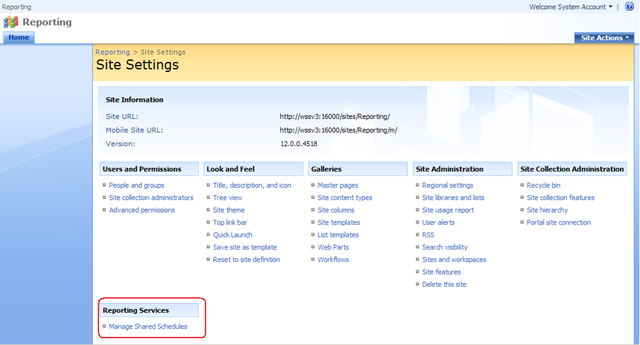 Reporting
Welcome System Account
Reporting
Home
Site Actions
Reporting > Site Settings
Site Settings
Site Information
Site URL: http://wssv3:16000/sites/Reporting/
Mobile Site URL: http://wssv3:16000/sites/Reporting/m/
Version: 12.0.0.4518
Users and Permissions
People and groups
Site collection administrators
Advanced permissions
Look and Feel
Title, description, and icon
Tree view
Site theme
Top link bar
Quick Launch
Save site as template
Reset to site definition
Galleries
Master pages
Site content types
Site columns
Site templates
List templates
Web Parts
Workflows
Site Administration
Regional settings
Site libraries and lists
Site usage report
User alerts
RSS
Search visibility
Sites and workspaces
Site features
Delete this site
Site Collection Administration
Recycle bin
Site collection features
Site hierarchy
Portal site connection
Reporting Services
Manage Shared Schedules